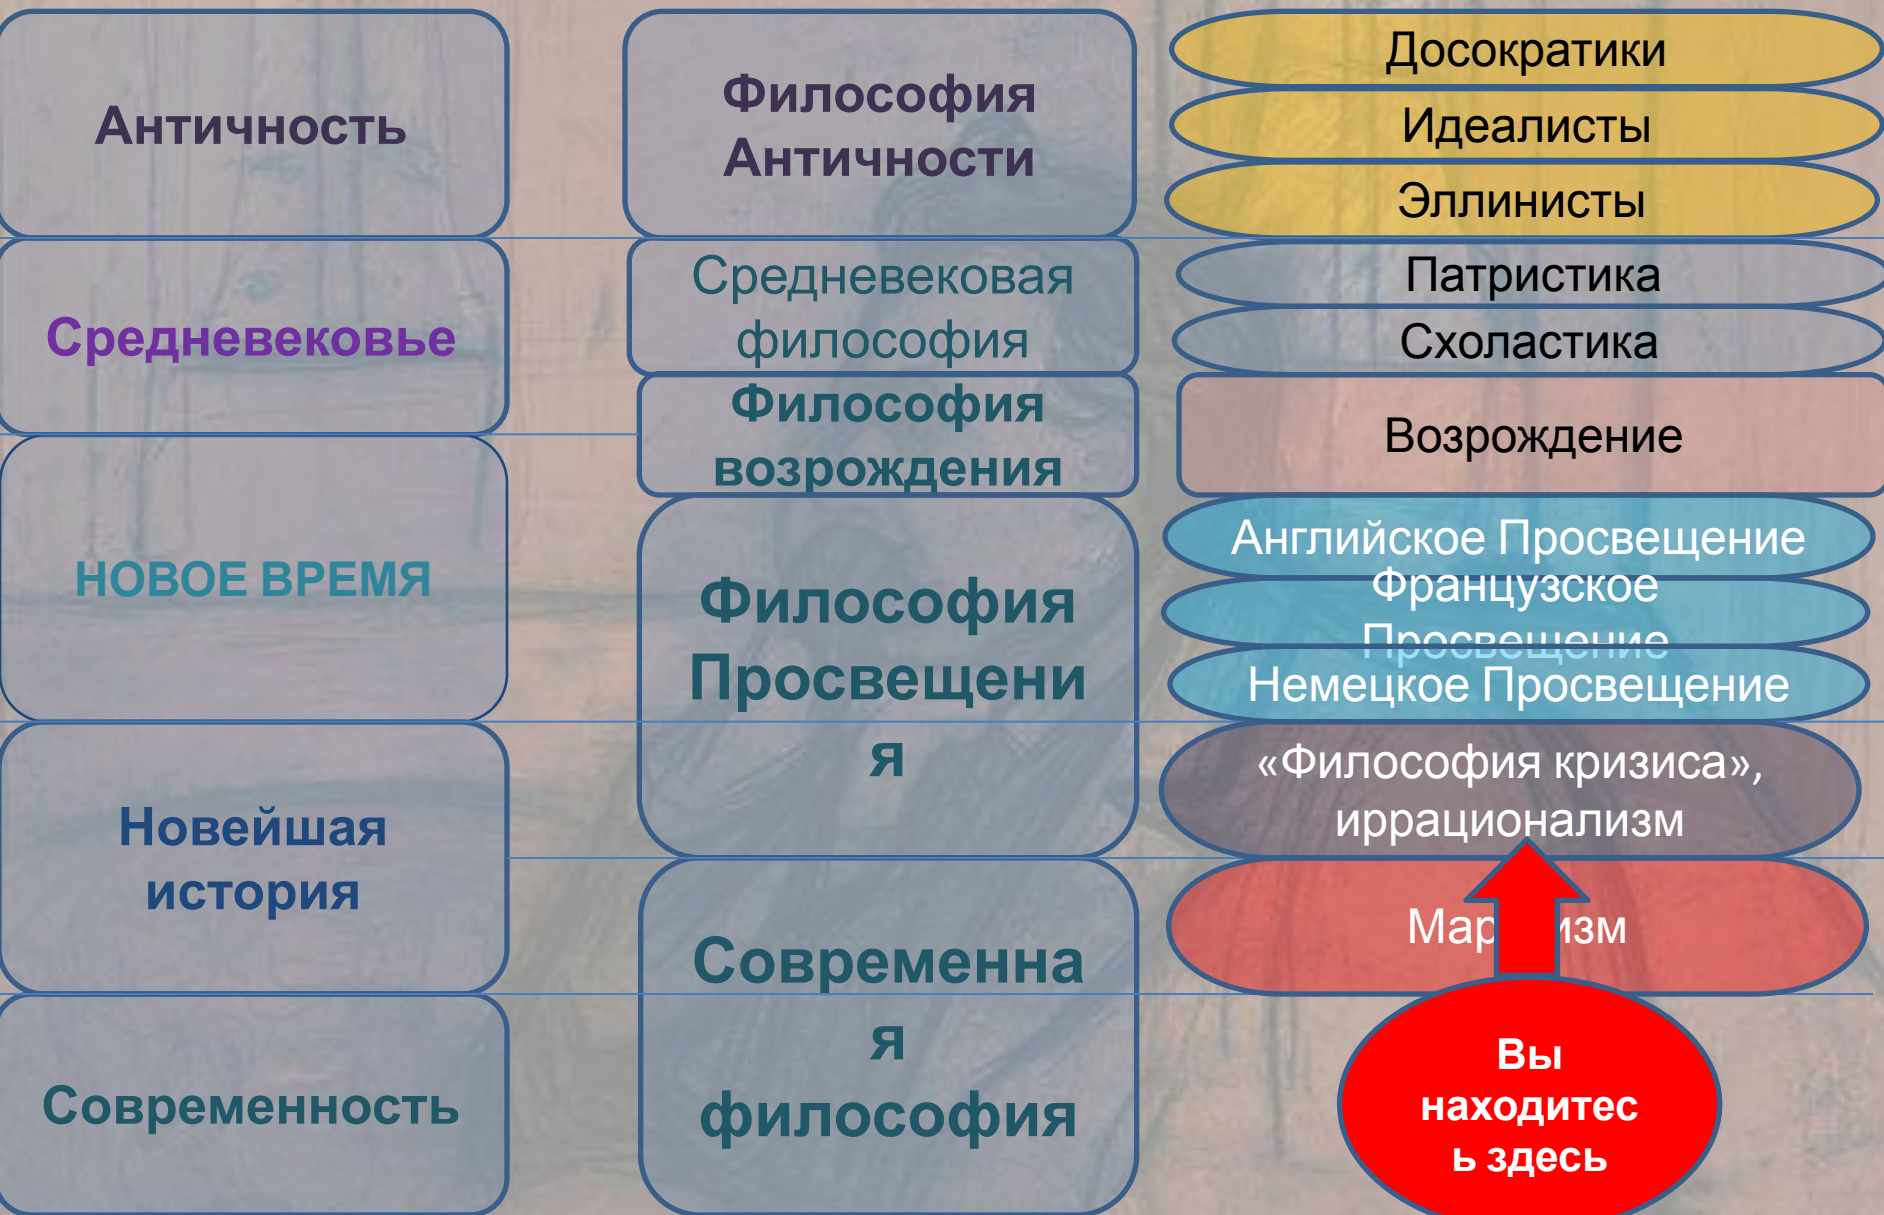 Античность
Философия
Античности
Досократики
Идеалисты
Эллинисты
Средневековье
Средневековая
философия
Патристика
Схоластика
Философия
возрождения
Возрождение
НОВОЕ ВРЕМЯ
Философия
Просвещени
я
Английское Просвещение
Французское
Просвещение
Немецкое Просвещение
Новейшая
история
«Философия кризиса»,
иррационализм
Современна
я
философия
Современность
Вы
находитес
ь здесь